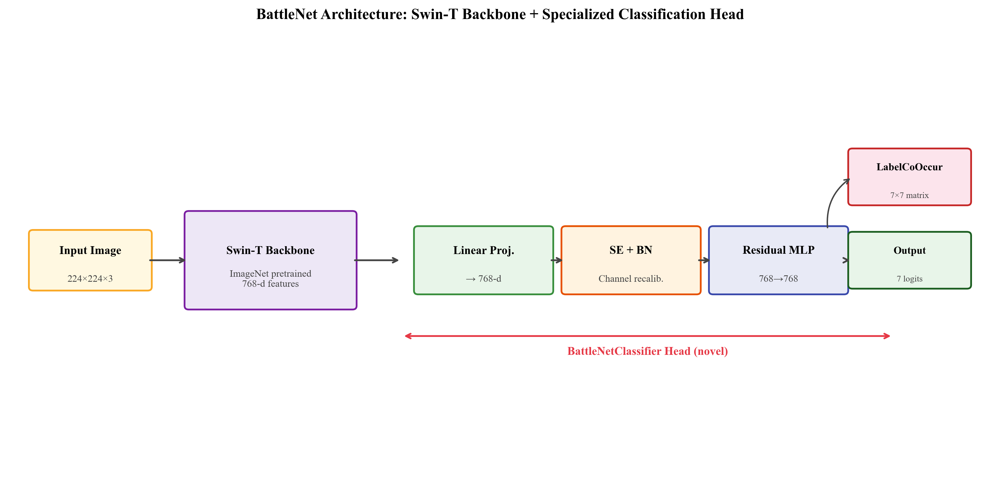 BattleNet Architecture: Swin-T Backbone + Specialized Classification Head
Input Image
224×224×3
Swin-T Backbone
ImageNet pretrained
768-d features
Linear Proj.
→ 768-d
SE + BN
Channel recalib.
Residual MLP
768→768
LabelCoOccur
7×7 matrix
Output
7 logits
BattleNetClassifier Head (novel)